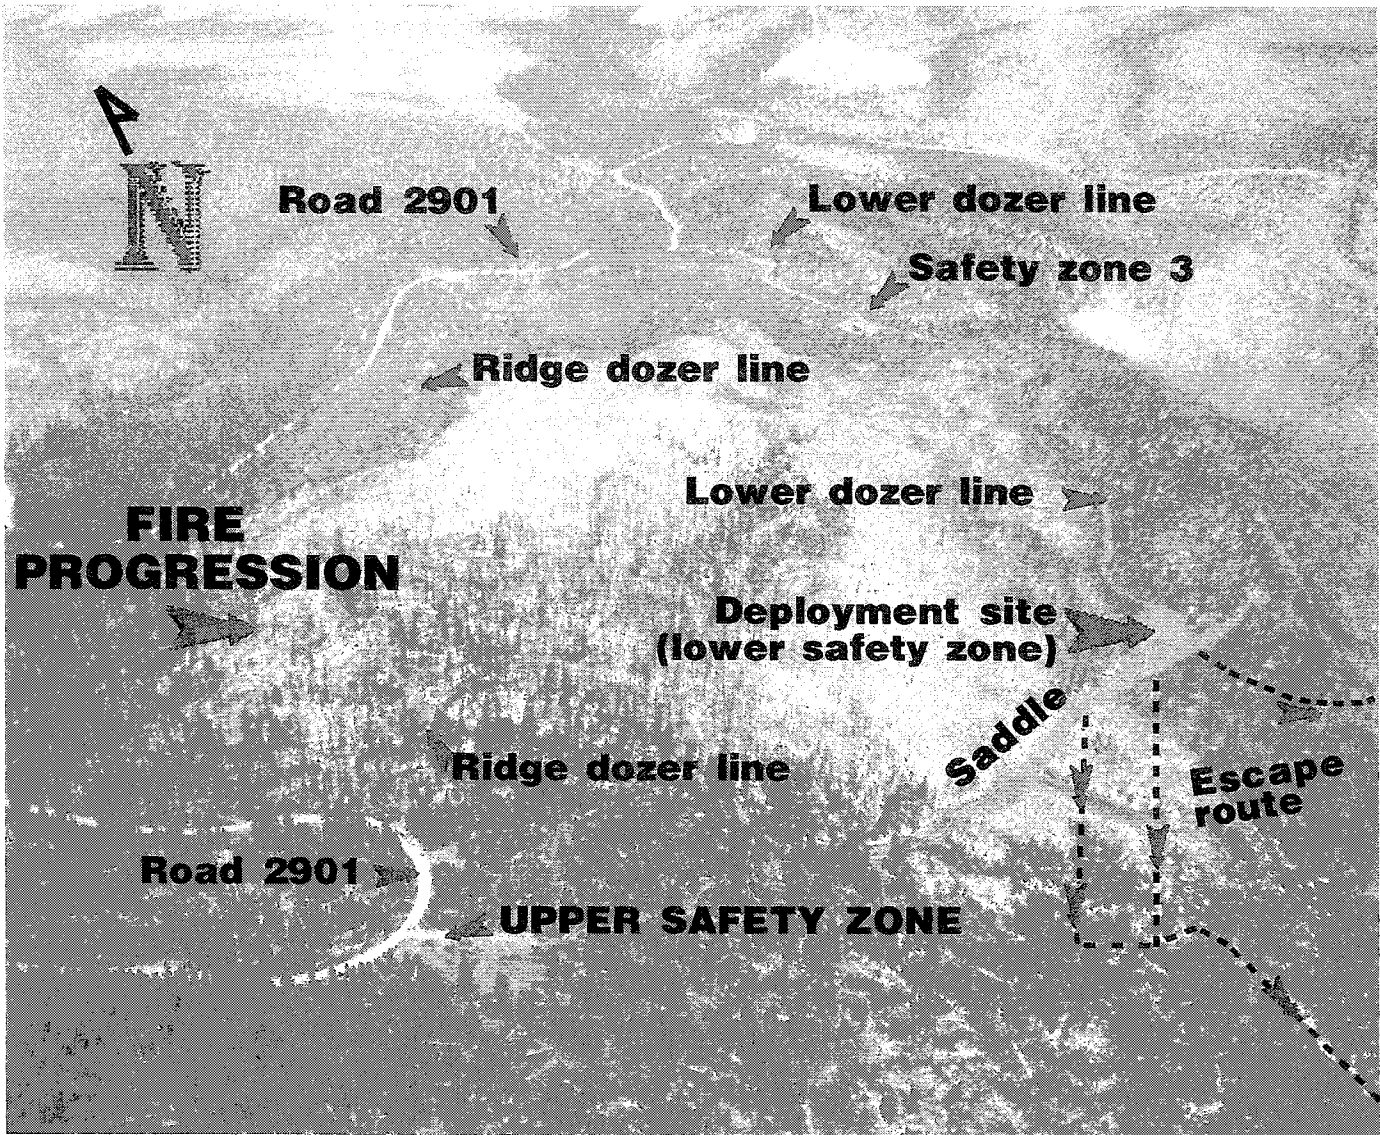 N
Road 2901
Lower dozer line
Safety zone 3
Ridge dozer line
Lower dozer line
FIRE
PROGRESSION
Deployment site
(lower safety zone)
Saddle
Ridge dozer line
Escape
route
Road 2901
UPPER SAFETY ZONE